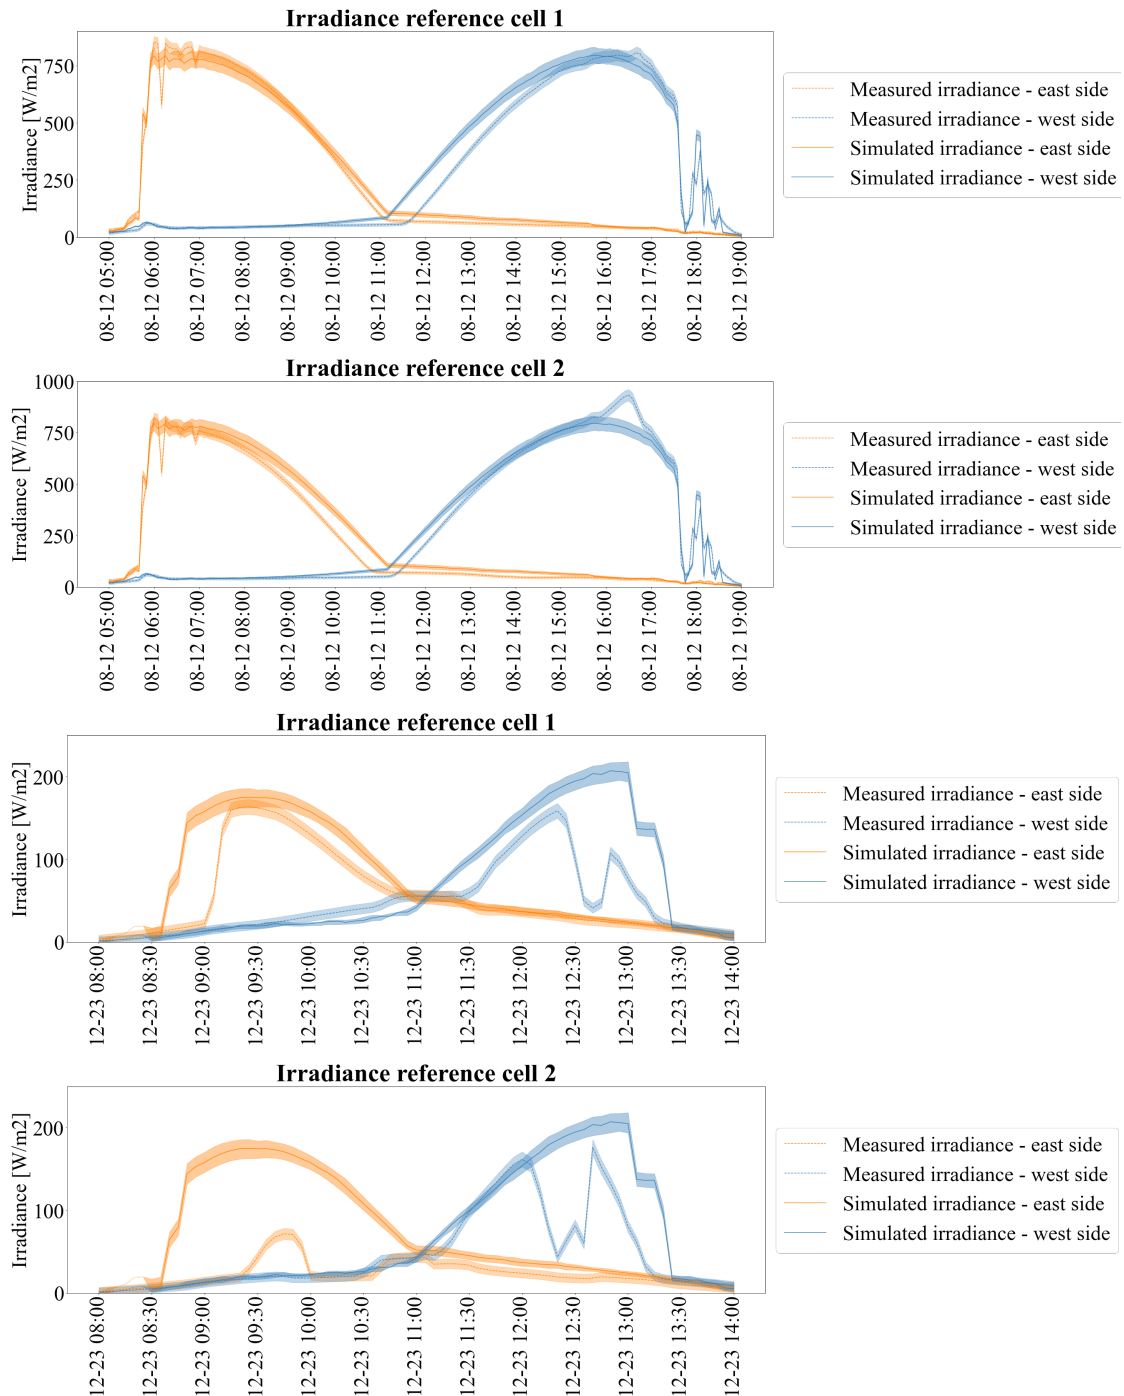 Irradiance reference cell 1
Irradiance [W/m2]
750
500
250
0
08-12 05:00
08-12 06:00
08-12 07:00
08-12 08:00
08-12 09:00
08-12 10:00
08-12 11:00
08-12 12:00
08-12 13:00
08-12 14:00
08-12 15:00
08-12 16:00
08-12 17:00
08-12 18:00
08-12 19:00
Measured irradiance - east side
Measured irradiance - west side
Simulated irradiance - east side
Simulated irradiance - west side
Irradiance reference cell 2
Irradiance [W/m2]
1000
750
500
250
0
08-12 05:00
08-12 06:00
08-12 07:00
08-12 08:00
08-12 09:00
08-12 10:00
08-12 11:00
08-12 12:00
08-12 13:00
08-12 14:00
08-12 15:00
08-12 16:00
08-12 17:00
08-12 18:00
08-12 19:00
Measured irradiance - east side
Measured irradiance - west side
Simulated irradiance - east side
Simulated irradiance - west side
Irradiance reference cell 1
Irradiance [W/m2]
200
100
0
12-23 08:00
12-23 08:30
12-23 09:00
12-23 09:30
12-23 10:00
12-23 10:30
12-23 11:00
12-23 11:30
12-23 12:00
12-23 12:30
12-23 13:00
12-23 13:30
12-23 14:00
Measured irradiance - east side
Measured irradiance - west side
Simulated irradiance - east side
Simulated irradiance - west side
Irradiance reference cell 2
Irradiance [W/m2]
200
100
0
12-23 08:00
12-23 08:30
12-23 09:00
12-23 09:30
12-23 10:00
12-23 10:30
12-23 11:00
12-23 11:30
12-23 12:00
12-23 12:30
12-23 13:00
12-23 13:30
12-23 14:00
Measured irradiance - east side
Measured irradiance - west side
Simulated irradiance - east side
Simulated irradiance - west side